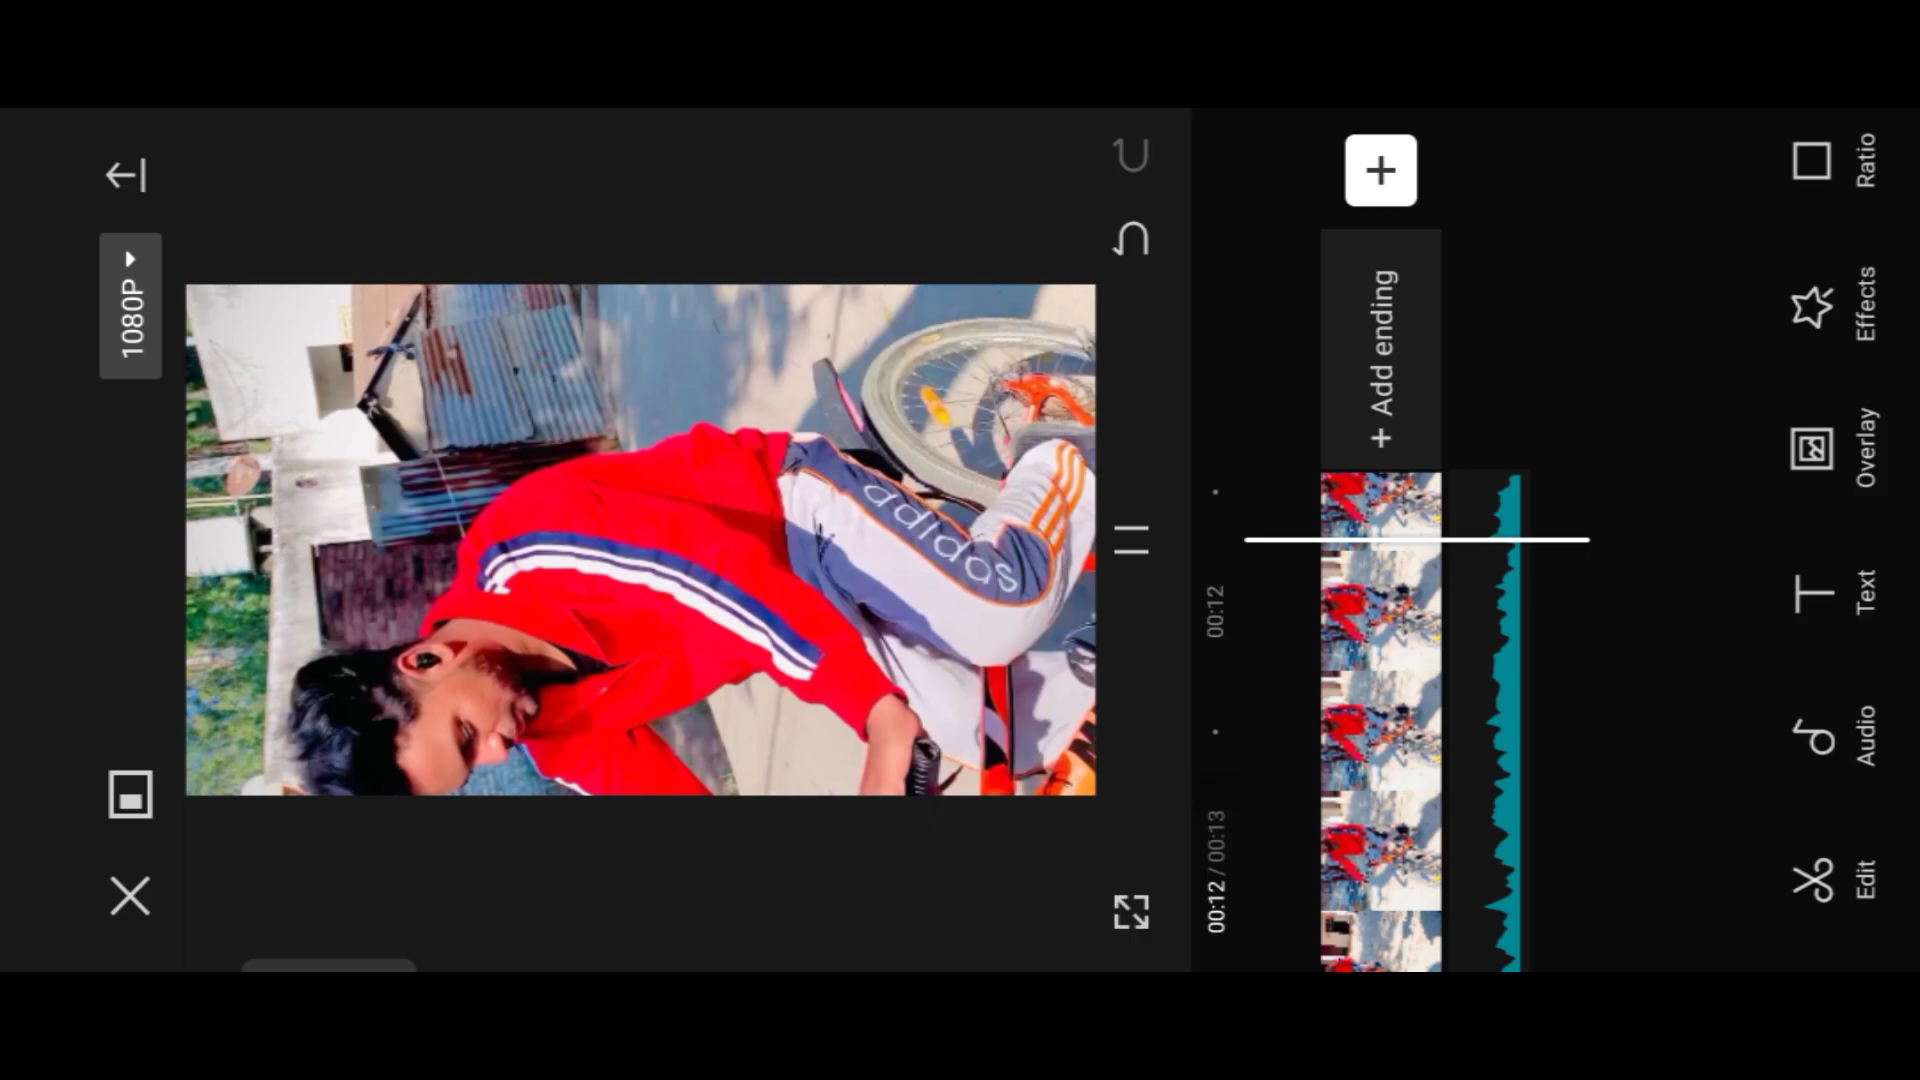 1080P
adidas
00:12 / 00:13
00:12
+ Add ending
Edit
Audio
Text
Overlay
Effects
Ratio